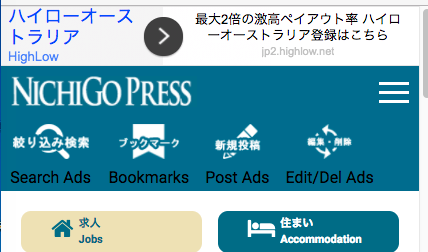 ハイローオース
トラリア
HighLow
最大2倍の激高ペイアウト率 ハイロ
ーオーストラリア登録はこちら
jp2.highlow.net
NICHIGO PRESS
絞り込み検索 ブックマーク 新規投稿 編集・削除
Search Ads Bookmarks Post Ads Edit/Del Ads
求人
Jobs
住まい
Accommodation